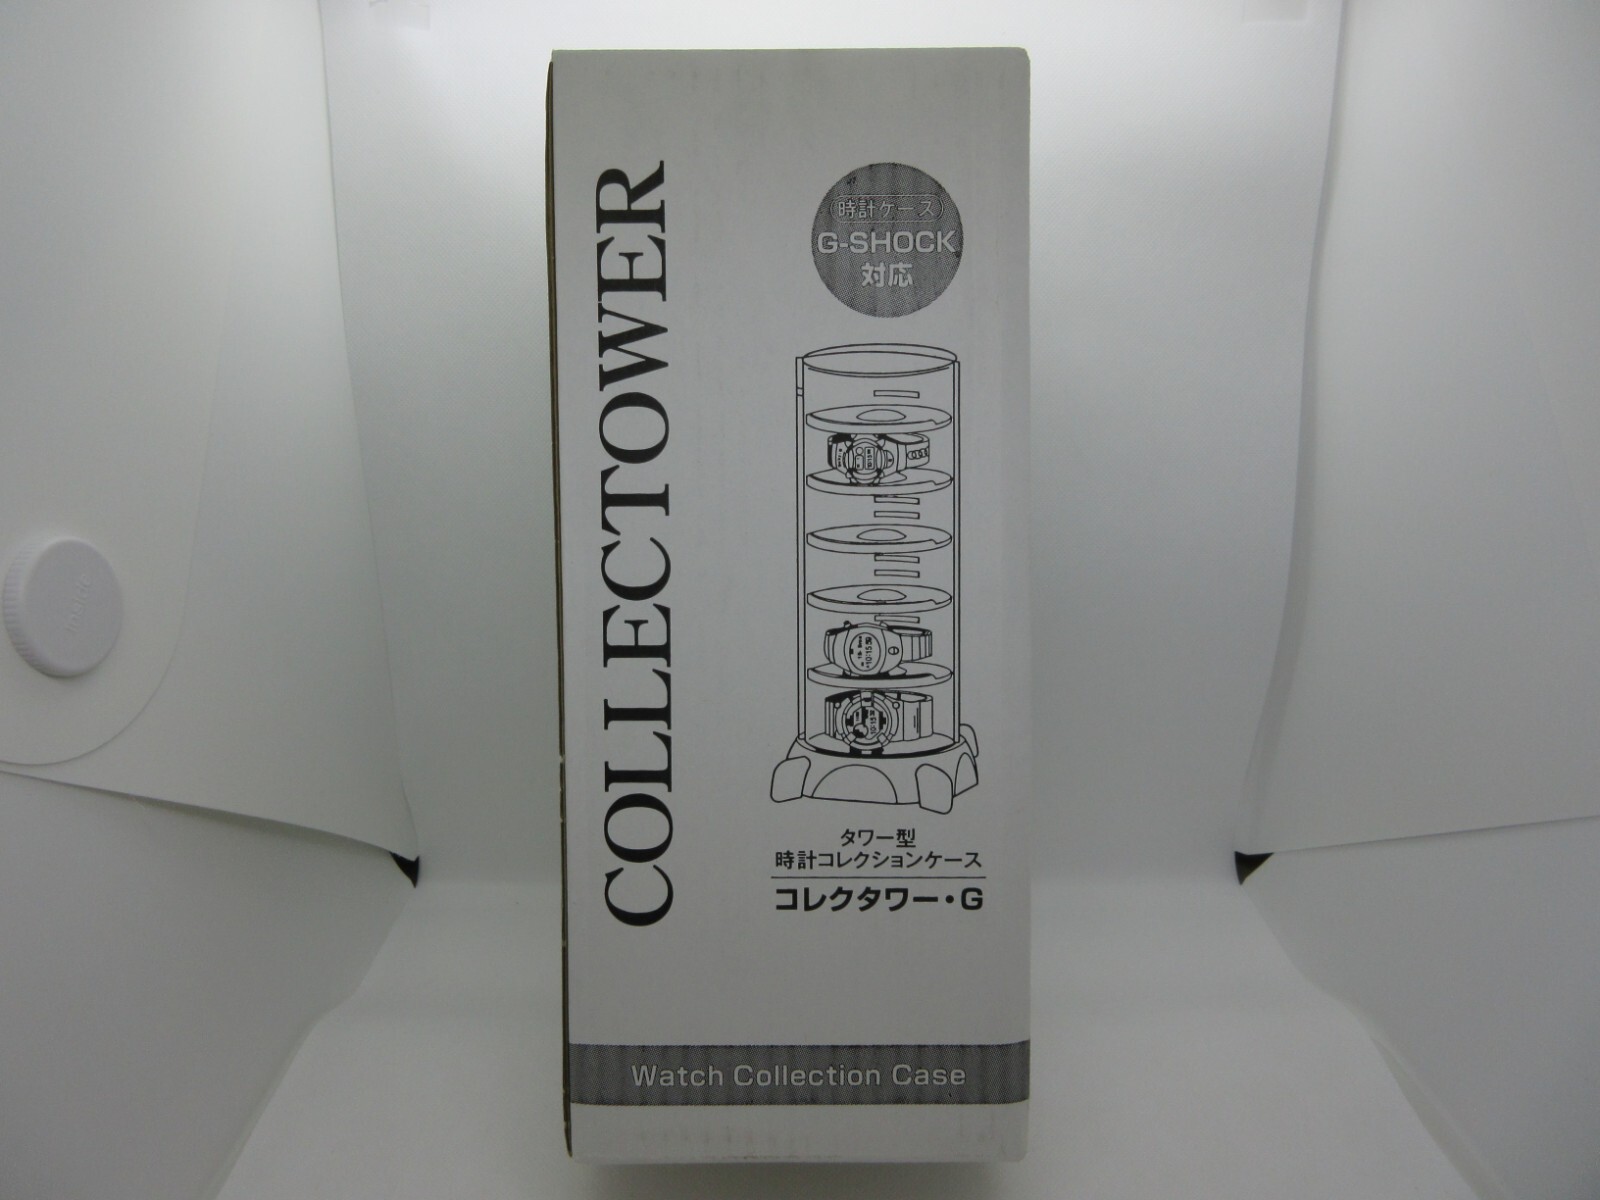 COLLECTOWER
時計ケース
G-SHOCK
対応
タワー型
時計コレクションケース
コレクタワー・G
Watch Collection Case